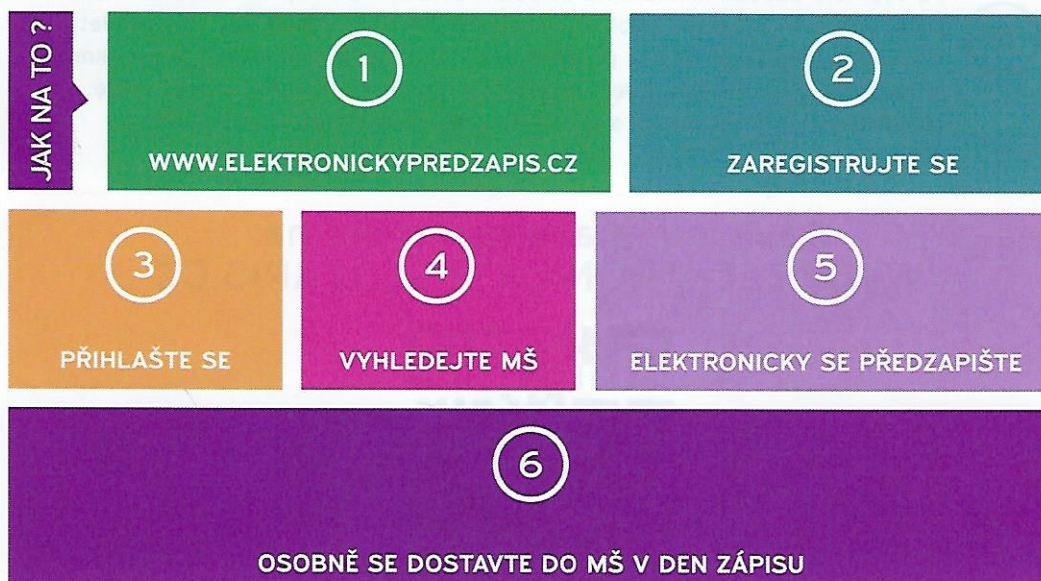 JAK NA TO ?
1
WWW.ELEKTRONICKYPREDZAPIS.CZ
2
ZAREGISTRUJTE SE
3
PŘIHLAŠTE SE
4
VYHLEDEJTE MŠ
5
ELEKTRONICKY SE PŘEDZAPIŠTE
6
OSOBNĚ SE DOSTAVTE DO MŠ V DEN ZÁPISU